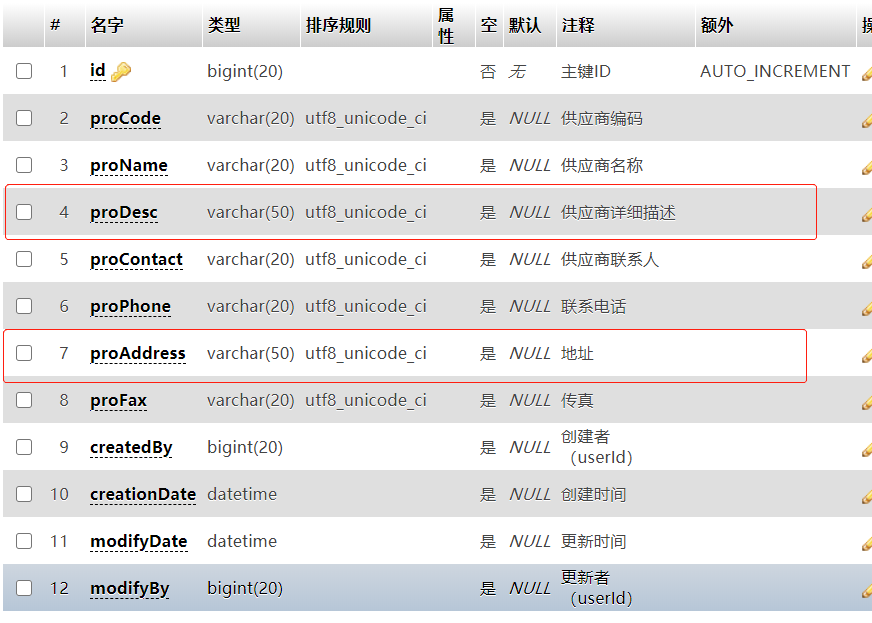 # 名字 类型 排序规则 属性 空 默认 注释 额外 操
1 id bigint(20) 否 无 主键ID AUTO_INCREMENT
2 proCode varchar(20) utf8_unicode_ci 是 NULL 供应商编码
3 proName varchar(20) utf8_unicode_ci 是 NULL 供应商名称
4 proDesc varchar(50) utf8_unicode_ci 是 NULL 供应商详细描述
5 proContact varchar(20) utf8_unicode_ci 是 NULL 供应商联系人
6 proPhone varchar(20) utf8_unicode_ci 是 NULL 联系电话
7 proAddress varchar(50) utf8_unicode_ci 是 NULL 地址
8 proFax varchar(20) utf8_unicode_ci 是 NULL 传真
9 createdBy bigint(20) 是 NULL 创建者
（userId）
10 creationDate datetime 是 NULL 创建时间
11 modifyDate datetime 是 NULL 更新时间
12 modifyBy bigint(20) 是 NULL 更新者
（userId）